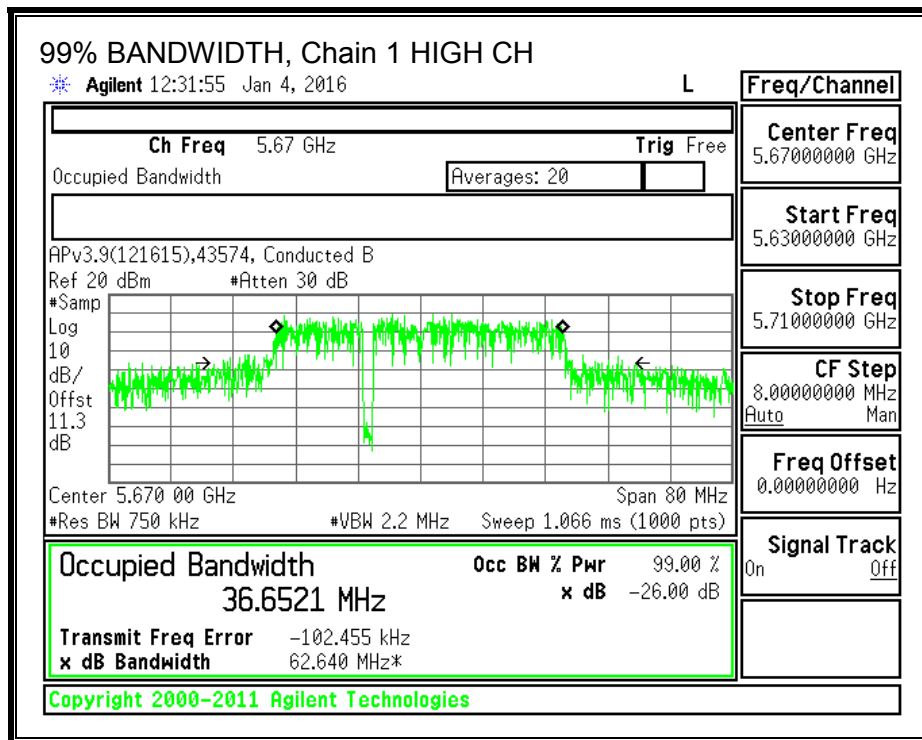 99% BANDWIDTH, Chain 1 HIGH CH
Agilent 12:31:55 Jan 4, 2016 L
Freq/Channel
Ch Freq 5.67 GHz Trig Free
Occupied Bandwidth Averages: 20
Center Freq
5.67000000 GHz
Start Freq
5.63000000 GHz
Stop Freq
5.71000000 GHz
CF Step
8.00000000 MHz
Auto Man
Freq Offset
0.00000000 Hz
Signal Track
On Off
APv3.9(121615),43574, Conducted B
Ref 20 dBm #Atten 30 dB
#Samp
Log
10
dB/
Offst
11.3
dB
Center 5.670 00 GHz Span 80 MHz
#Res BW 750 kHz #VBW 2.2 MHz Sweep 1.066 ms (1000 pts)
Occupied Bandwidth Occ BW % Pwr 99.00 %
36.6521 MHz x dB -26.00 dB
Transmit Freq Error -102.455 kHz
x dB Bandwidth 62.640 MHz*
Copyright 2000-2011 Agilent Technologies